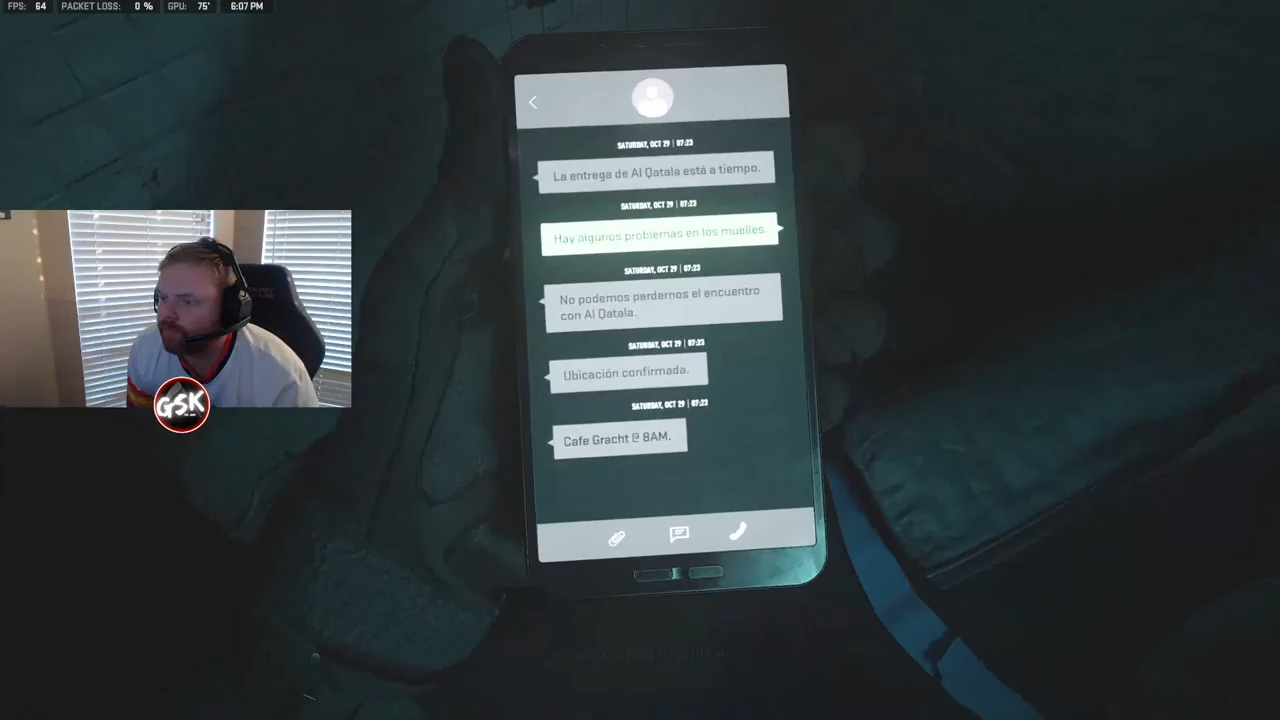 FPS: 64 PACKET LOSS: 0 % GPU: 75° 6:07 PM
SATURDAY, OCT 29 | 07:23
La entrega de Al Qatala está a tiempo.
SATURDAY, OCT 29 | 07:23
Hay algunos problemas en los muelles.
SATURDAY, OCT 29 | 07:23
No podemos perdernos el encuentro
con Al Qatala.
SATURDAY, OCT 29 | 07:23
Ubicación confirmada.
SATURDAY, OCT 29 | 07:23
Cafe Gracht @ 8AM.
GSK